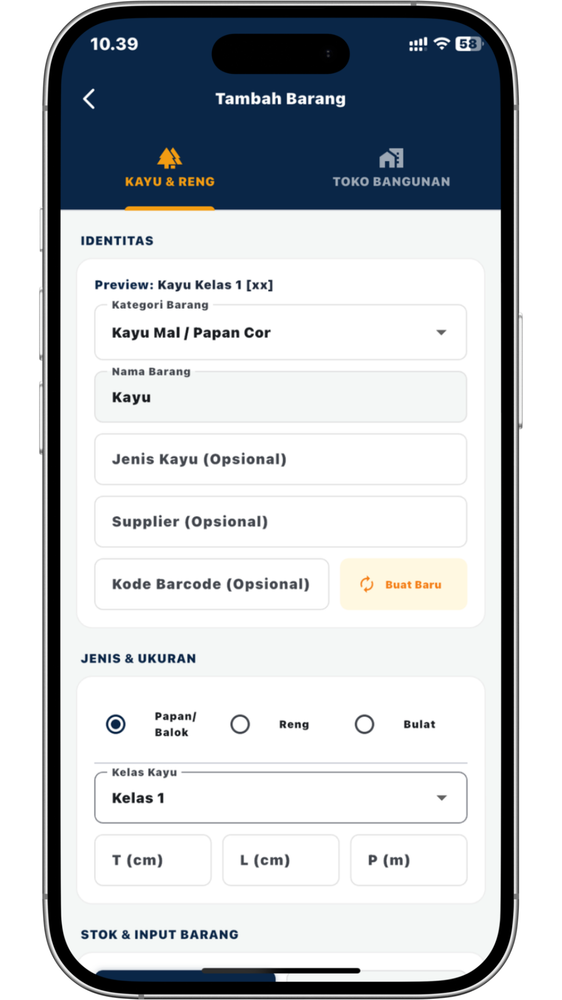 10.39
58
Tambah Barang
KAYU & RENG
TOKO BANGUNAN
IDENTITAS
Preview: Kayu Kelas 1 [xx]
Kategori Barang
Kayu Mal / Papan Cor
Nama Barang
Kayu
Jenis Kayu (Opsional)
Supplier (Opsional)
Kode Barcode (Opsional)
Buat Baru
JENIS & UKURAN
Papan/
Balok
Reng
Bulat
Kelas Kayu
Kelas 1
T (cm)
L (cm)
P (m)
STOK & INPUT BARANG